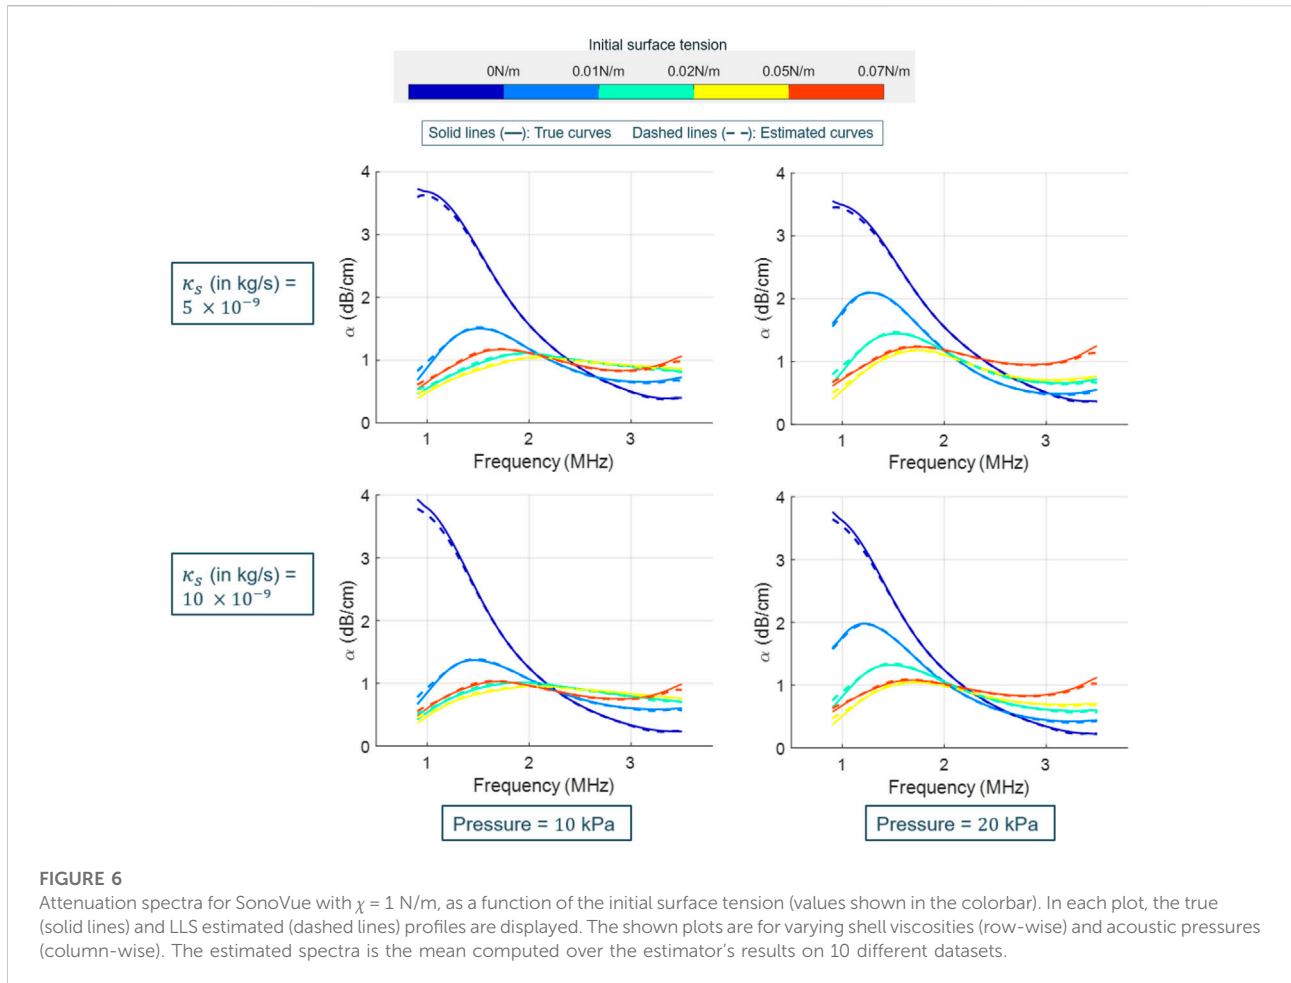 Initial surface tension
0N/m 0.01N/m 0.02N/m 0.05N/m 0.07N/m
Solid lines (—): True curves Dashed lines (– –): Estimated curves
κs (in kg/s) =
5 × 10⁻⁹
4
3
2
1
0
α (dB/cm)
1 2 3
Frequency (MHz)
4
3
2
1
0
α (dB/cm)
1 2 3
Frequency (MHz)
κs (in kg/s) =
10 × 10⁻⁹
4
3
2
1
0
α (dB/cm)
1 2 3
Frequency (MHz)
4
3
2
1
0
α (dB/cm)
1 2 3
Frequency (MHz)
Pressure = 10 kPa
Pressure = 20 kPa
FIGURE 6
Attenuation spectra for SonoVue with χ = 1 N/m, as a function of the initial surface tension (values shown in the colorbar). In each plot, the true
(solid lines) and LLS estimated (dashed lines) profiles are displayed. The shown plots are for varying shell viscosities (row-wise) and acoustic pressures
(column-wise). The estimated spectra is the mean computed over the estimator's results on 10 different datasets.